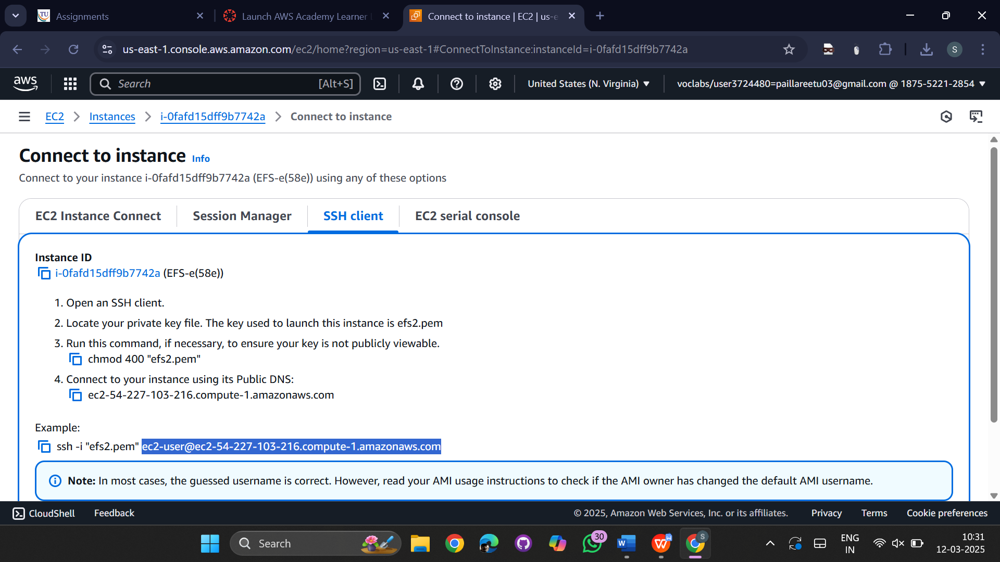 Assignments
Launch AWS Academy Learner
Connect to instance | EC2 | us-e
us-east-1.console.aws.amazon.com/ec2/home?region=us-east-1#ConnectToInstance:instanceId=i-0fafd15dff9b7742a
S
aws
Search
[Alt+S]
United States (N. Virginia)
voclabs/user3724480=paillareetu03@gmail.com @ 1875-5221-2854
EC2
Instances
i-0fafd15dff9b7742a
Connect to instance
Connect to instance Info
Connect to your instance i-0fafd15dff9b7742a (EFS-e(58e)) using any of these options
EC2 Instance Connect
Session Manager
SSH client
EC2 serial console
Instance ID
i-0fafd15dff9b7742a (EFS-e(58e))
1. Open an SSH client.
2. Locate your private key file. The key used to launch this instance is efs2.pem
3. Run this command, if necessary, to ensure your key is not publicly viewable.
chmod 400 "efs2.pem"
4. Connect to your instance using its Public DNS:
ec2-54-227-103-216.compute-1.amazonaws.com
Example:
ssh -i "efs2.pem" ec2-user@ec2-54-227-103-216.compute-1.amazonaws.com
Note: In most cases, the guessed username is correct. However, read your AMI usage instructions to check if the AMI owner has changed the default AMI username.
CloudShell
Feedback
© 2025, Amazon Web Services, Inc. or its affiliates.
Privacy
Terms
Cookie preferences
Search
30
S
ENG
IN
10:31
12-03-2025